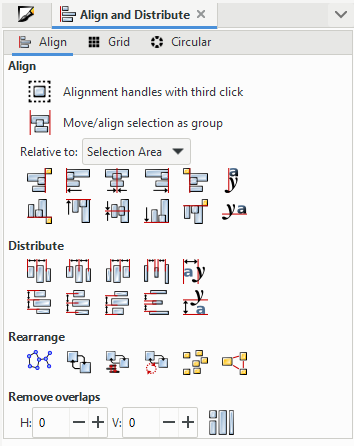 Align and Distribute
Align Grid Circular
Align
Alignment handles with third click
Move/align selection as group
Relative to: Selection Area
Distribute
Rearrange
Remove overlaps
H: 0 V: 0